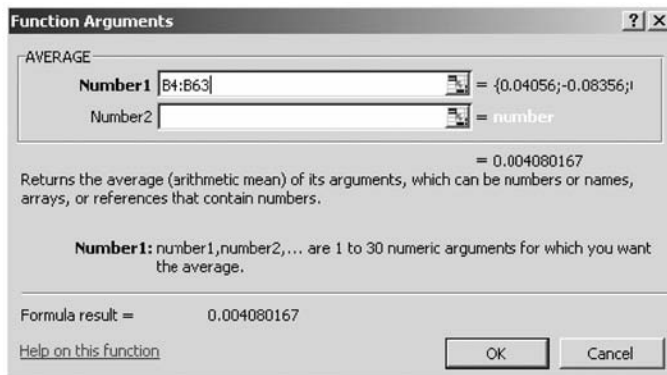 Function Arguments
AVERAGE
Number1 B4:B63 = {0.04056;-0.08356;
Number2 = number
= 0.004080167
Returns the average (arithmetic mean) of its arguments, which can be numbers or names,
arrays, or references that contain numbers.
Number1: number1,number2,... are 1 to 30 numeric arguments for which you want
the average.
Formula result = 0.004080167
Help on this function OK Cancel